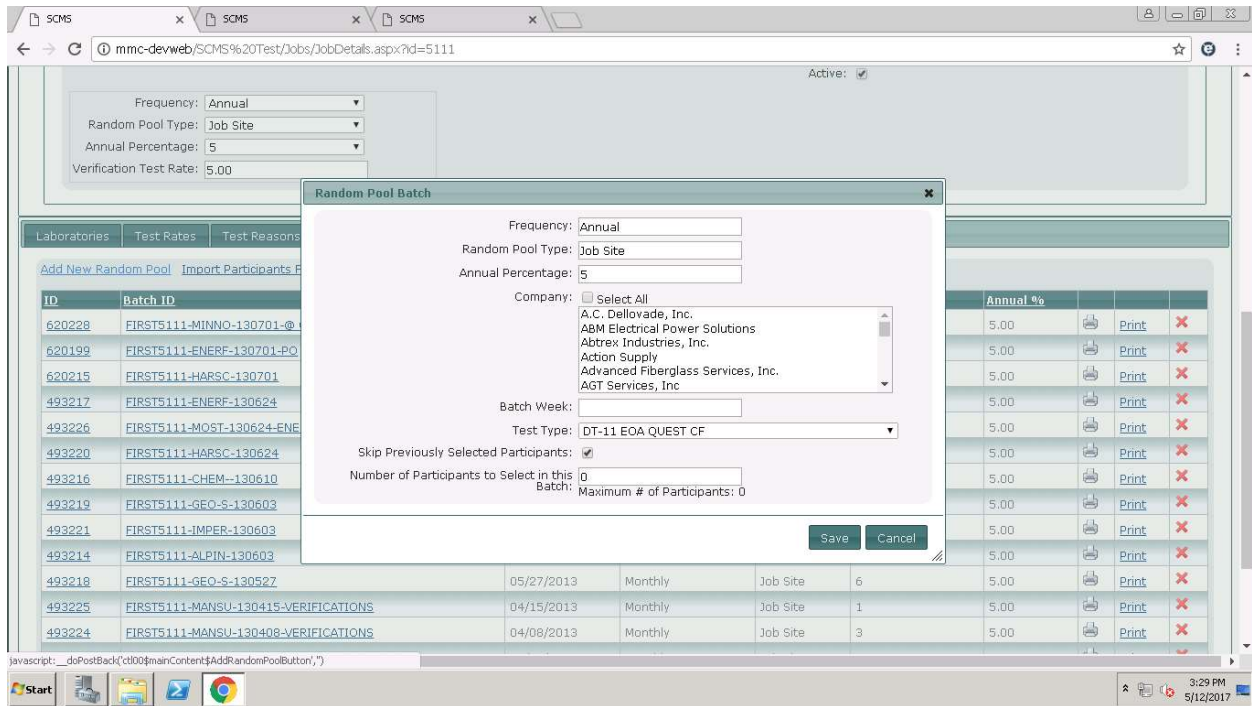 SCMS
SCMS
SCMS
mmc-devweb/SCMS%20Test/Jobs/JobDetails.aspx?id=5111
Active:
Frequency: Annual
Random Pool Type: Job Site
Annual Percentage: 5
Verification Test Rate: 5.00
Random Pool Batch
Frequency: Annual
Random Pool Type: Job Site
Annual Percentage: 5
Company: Select All
A.C. Dellovade, Inc.
ABM Electrical Power Solutions
Abtrex Industries, Inc.
Action Supply
Advanced Fiberglass Services, Inc.
AGT Services, Inc
Batch Week:
Test Type: DT-11 EOA QUEST CF
Skip Previously Selected Participants:
Number of Participants to Select in this Batch: 0
Maximum # of Participants: 0
Save Cancel
Laboratories Test Rates Test Reasons
Add New Random Pool Import Participants
ID Batch ID Annual %
620228 FIRST5111-MINNO-130701-@ 5.00 Print
620199 FIRST5111-ENERF-130701-PO 5.00 Print
620215 FIRST5111-HARSC-130701 5.00 Print
493217 FIRST5111-ENERF-130624 5.00 Print
493226 FIRST5111-MOST-130624-ENE 5.00 Print
493220 FIRST5111-HARSC-130624 5.00 Print
493216 FIRST5111-CHEM--130610 5.00 Print
493219 FIRST5111-GEO-S-130603 5.00 Print
493221 FIRST5111-IMPER-130603 5.00 Print
493214 FIRST5111-ALPIN-130603 5.00 Print
493218 FIRST5111-GEO-S-130527 05/27/2013 Monthly Job Site 6 5.00 Print
493225 FIRST5111-MANSU-130415-VERIFICATIONS 04/15/2013 Monthly Job Site 1 5.00 Print
493224 FIRST5111-MANSU-130408-VERIFICATIONS 04/08/2013 Monthly Job Site 3 5.00 Print
javascript:__doPostBack('ctl00$mainContent$AddRandomPoolButton','')
Start
3:29 PM
5/12/2017